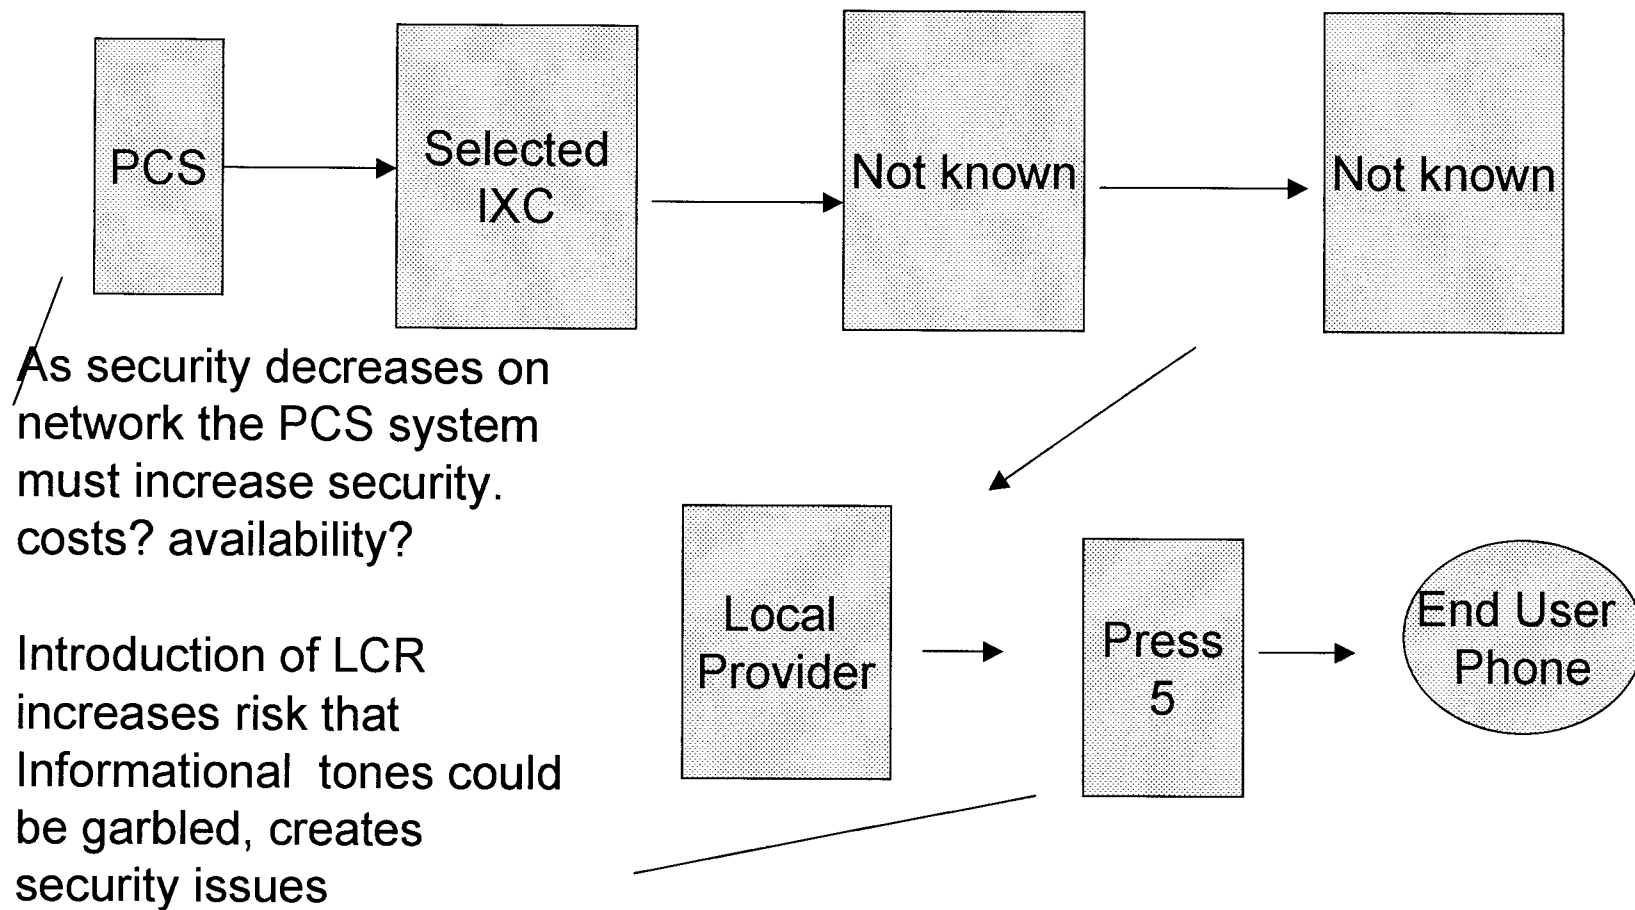 PCS
Selected
IXC
Not known
Not known
As security decreases on
network the PCS system
must increase security.
costs? availability?
Local
Provider
Press
5
End User
Phone
Introduction of LCR
increases risk that
Informational  tones could
be garbled, creates
security issues